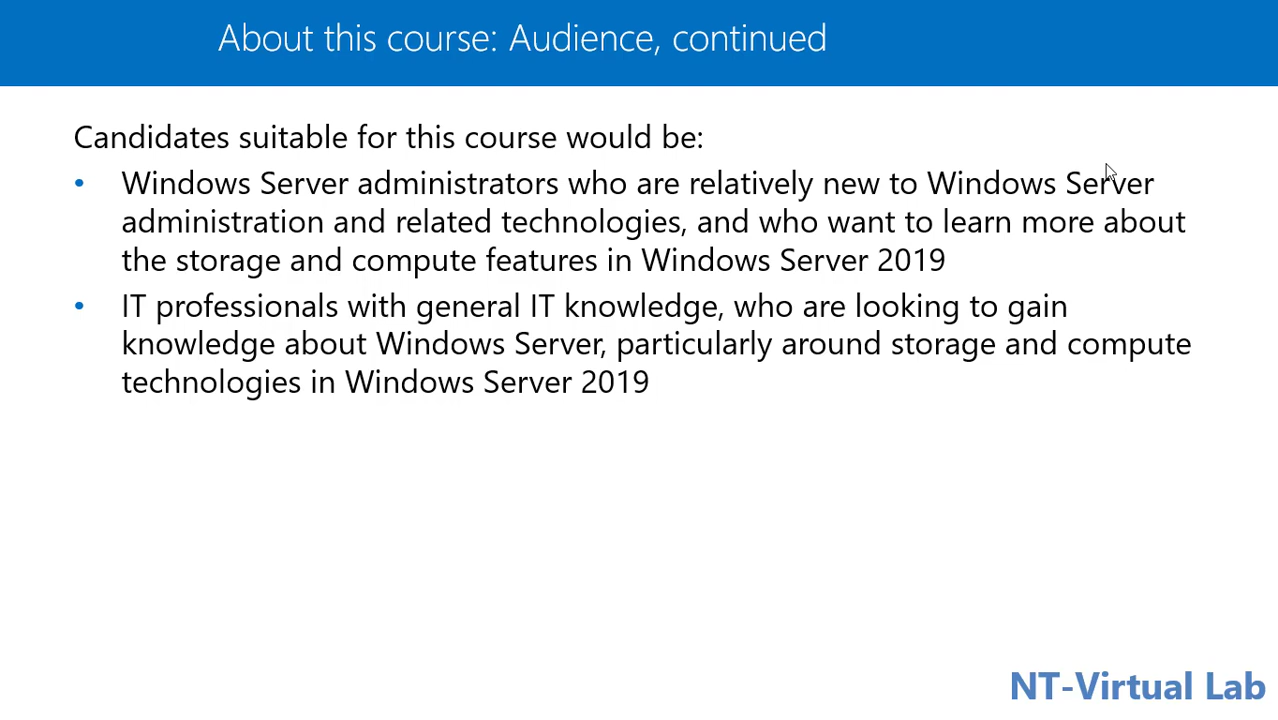 About this course: Audience, continued
Candidates suitable for this course would be:
• Windows Server administrators who are relatively new to Windows Server
administration and related technologies, and who want to learn more about
the storage and compute features in Windows Server 2019
• IT professionals with general IT knowledge, who are looking to gain
knowledge about Windows Server, particularly around storage and compute
technologies in Windows Server 2019
NT-Virtual Lab